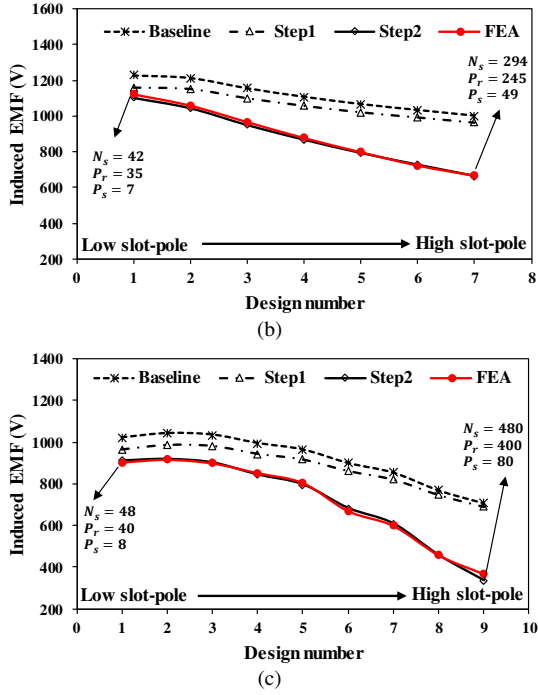 Baseline Step1 Step2 FEA
Induced EMF (V)
1600
1400
1200
1000
800
600
400
200
N_s = 294
P_r = 245
P_s = 49
N_s = 42
P_r = 35
P_s = 7
Low slot-pole High slot-pole
0 1 2 3 4 5 6 7 8
Design number
(b)
Baseline Step1 Step2 FEA
Induced EMF (V)
1400
1200
1000
800
600
400
200
N_s = 480
P_r = 400
P_s = 80
N_s = 48
P_r = 40
P_s = 8
Low slot-pole High slot-pole
0 1 2 3 4 5 6 7 8 9 10
Design number
(c)